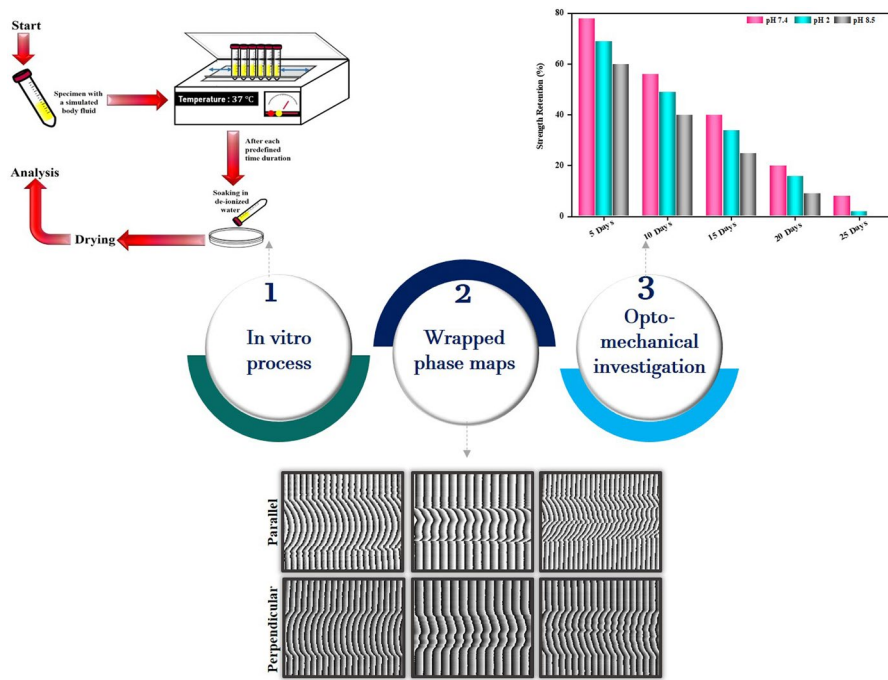 Start
Specimen with
a simulated
body fluid
Temperature : 37 °C
After each
predefined
time duration
Soaking in
de-ionized
water
Drying
Analysis
Strength Retention (%)
80
60
40
20
0
pH 7.4
pH 2
pH 8.5
5 Days
10 Days
15 Days
20 Days
25 Days
1
In vitro
process
2
Wrapped
phase maps
3
Opto-
mechanical
investigation
Parallel
Perpendicular